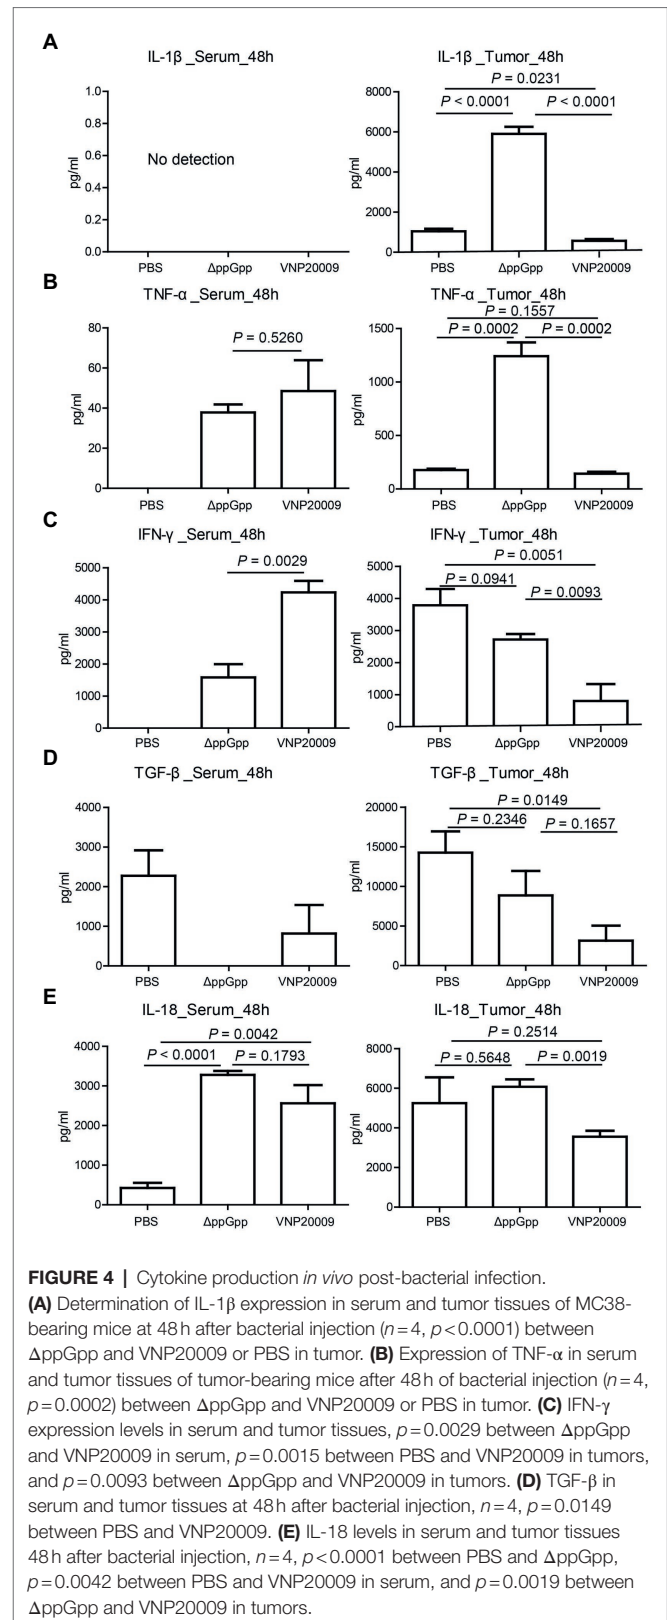 A
IL-1β _Serum_48h
1.0
0.8
0.6
0.4
0.2
0.0
pg/ml
No detection
PBS
ΔppGpp
VNP20009
IL-1β _Tumor_48h
P = 0.0231
P < 0.0001
P < 0.0001
8000
6000
4000
2000
0
pg/ml
PBS
ΔppGpp
VNP20009
B
TNF-α _Serum_48h
80
60
40
20
0
pg/ml
P = 0.5260
PBS
ΔppGpp
VNP20009
TNF-α _Tumor_48h
P = 0.1557
P = 0.0002
P = 0.0002
1500
1000
500
0
pg/ml
PBS
ΔppGpp
VNP20009
C
IFN-γ _Serum_48h
P = 0.0029
5000
4000
3000
2000
1000
0
pg/ml
PBS
ΔppGpp
VNP20009
IFN-γ _Tumor_48h
P = 0.0051
P = 0.0941
P = 0.0093
5000
4000
3000
2000
1000
0
pg/ml
PBS
ΔppGpp
VNP20009
D
TGF-β _Serum_48h
4000
3000
2000
1000
0
pg/ml
PBS
ΔppGpp
VNP20009
TGF-β _Tumor_48h
P = 0.0149
P = 0.2346
P = 0.1657
20000
15000
10000
5000
0
pg/ml
PBS
ΔppGpp
VNP20009
E
IL-18_Serum_48h
P = 0.0042
P < 0.0001
P = 0.1793
4000
3000
2000
1000
0
pg/ml
PBS
ΔppGpp
VNP20009
IL-18_Tumor_48h
P = 0.2514
P = 0.5648
P = 0.0019
8000
6000
4000
2000
0
pg/ml
PBS
ΔppGpp
VNP20009
FIGURE 4 | Cytokine production in vivo post-bacterial infection.
(A) Determination of IL-1β expression in serum and tumor tissues of MC38-
bearing mice at 48 h after bacterial injection (n = 4, p < 0.0001) between
ΔppGpp and VNP20009 or PBS in tumor. (B) Expression of TNF-α in serum
and tumor tissues of tumor-bearing mice after 48 h of bacterial injection (n = 4,
p = 0.0002) between ΔppGpp and VNP20009 or PBS in tumor. (C) IFN-γ
expression levels in serum and tumor tissues, p = 0.0029 between ΔppGpp
and VNP20009 in serum, p = 0.0015 between PBS and VNP20009 in tumors,
and p = 0.0093 between ΔppGpp and VNP20009 in tumors. (D) TGF-β in
serum and tumor tissues at 48 h after bacterial injection, n = 4, p = 0.0149
between PBS and VNP20009. (E) IL-18 levels in serum and tumor tissues
48 h after bacterial injection, n = 4, p < 0.0001 between PBS and ΔppGpp,
p = 0.0042 between PBS and VNP20009 in serum, and p = 0.0019 between
ΔppGpp and VNP20009 in tumors.